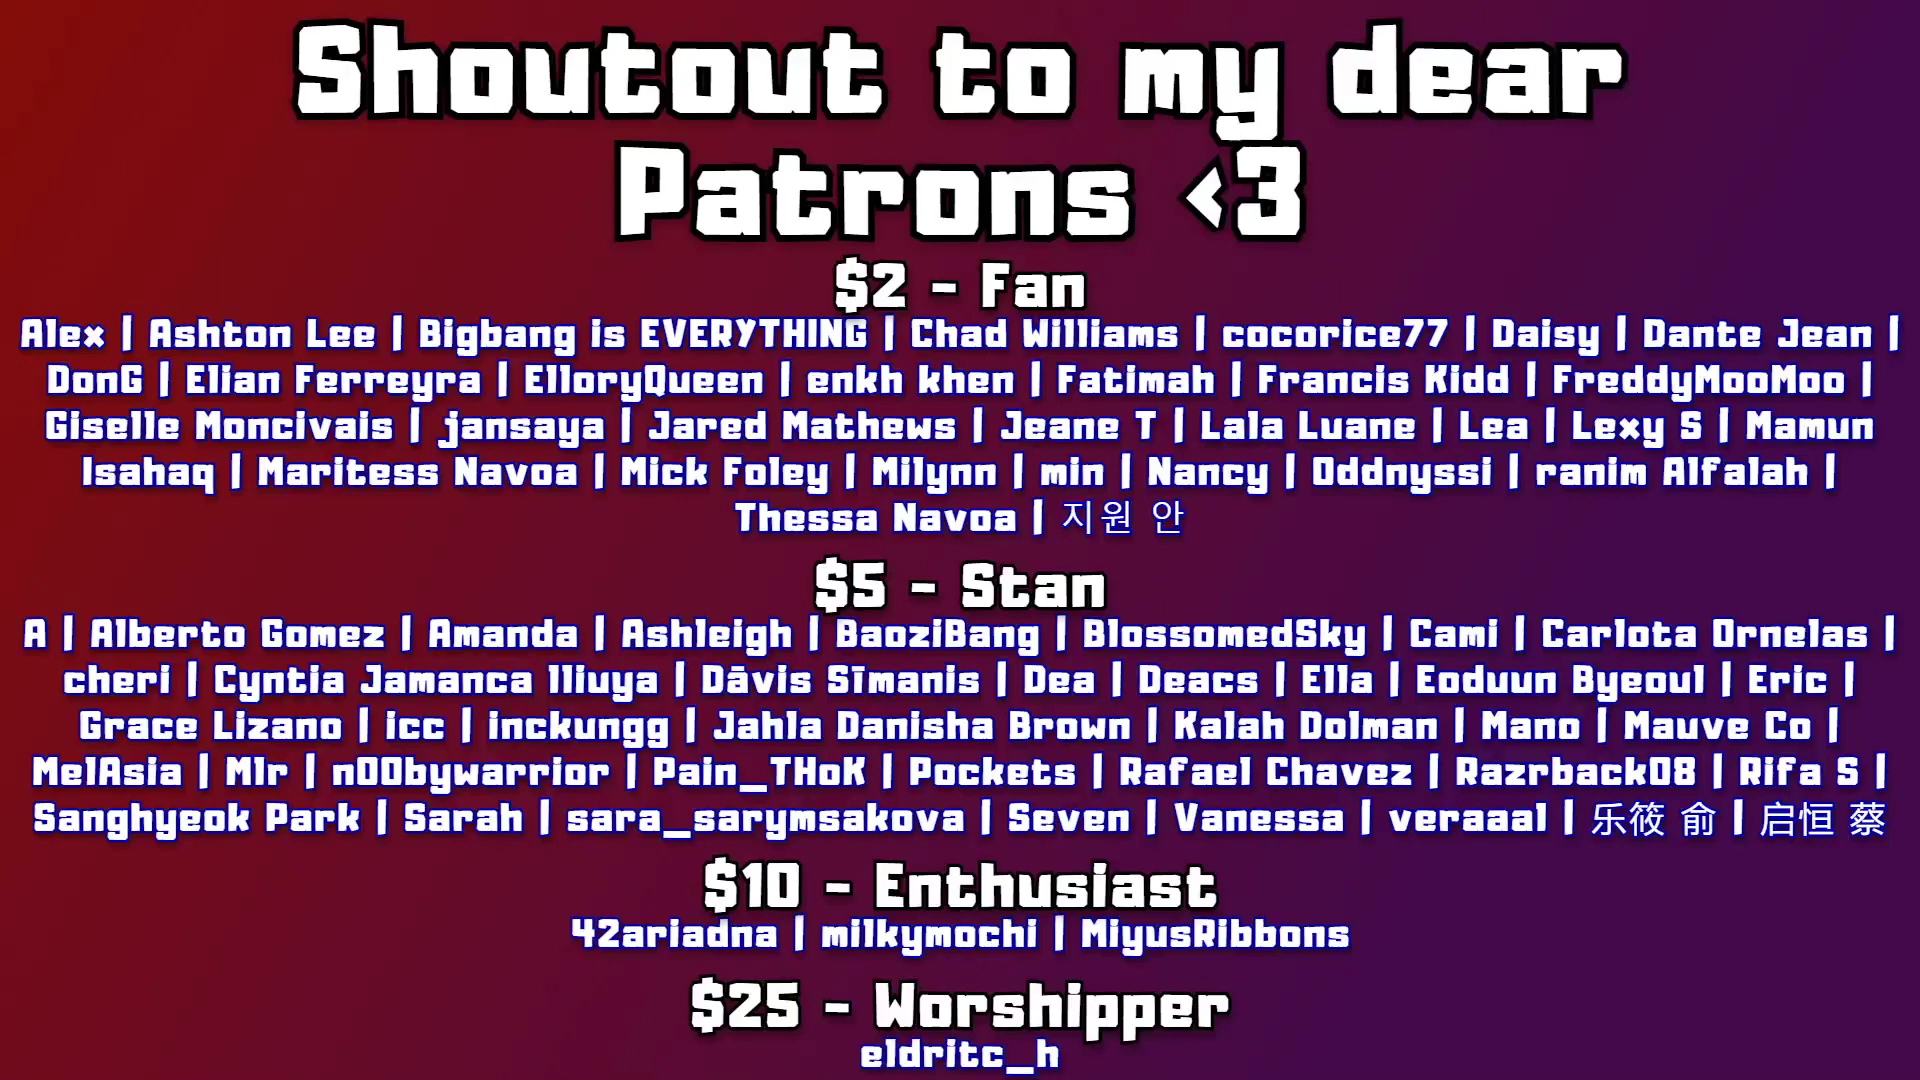 Shoutout to my dear
Patrons <3
$2 - Fan
Alex | Ashton Lee | Bigbang is EVERYTHING | Chad Williams | cocorice77 | Daisy | Dante Jean |
DonG | Elian Ferreyra | ElloryQueen | enkh khen | Fatimah | Francis Kidd | FreddyMooMoo |
Giselle Moncivais | jansaya | Jared Mathews | Jeane T | Lala Luane | Lea | Lexy S | Mamun
Isahaq | Maritess Navoa | Mick Foley | Milynn | min | Nancy | Oddnyssi | ranim Alfalah |
Thessa Navoa | 지원 안
$5 - Stan
A | Alberto Gomez | Amanda | Ashleigh | BaoziBang | BlossomedSky | Cami | Carlota Ornelas |
cheri | Cyntia Jamanca Illiuya | Dāvis Sīmanis | Dea | Deacs | Ella | Eoduun Byeoul | Eric |
Grace Lizano | icc | inckungg | Jahla Danisha Brown | Kalah Dolman | Mano | Mauve Co |
MelAsia | M1r | n00bywarrior | Pain_THoK | Pockets | Rafael Chavez | Razrback08 | Rifa S |
Sanghyeok Park | Sarah | sara_sarymsakova | Seven | Vanessa | veraaal | 乐筱 俞 | 启恒 蔡
$10 - Enthusiast
42ariadna | milkymochi | MiyusRibbons
$25 - Worshipper
eldritc_h